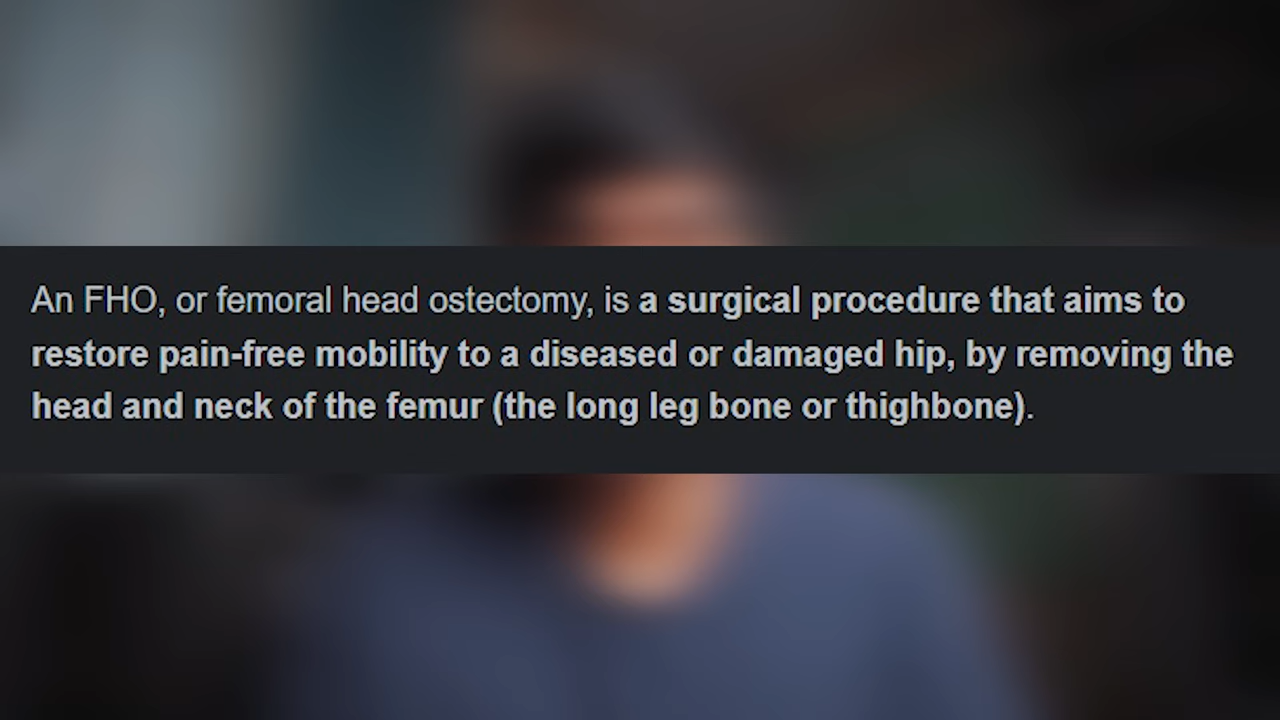 An FHO, or femoral head ostectomy, is a surgical procedure that aims to
restore pain-free mobility to a diseased or damaged hip, by removing the
head and neck of the femur (the long leg bone or thighbone).